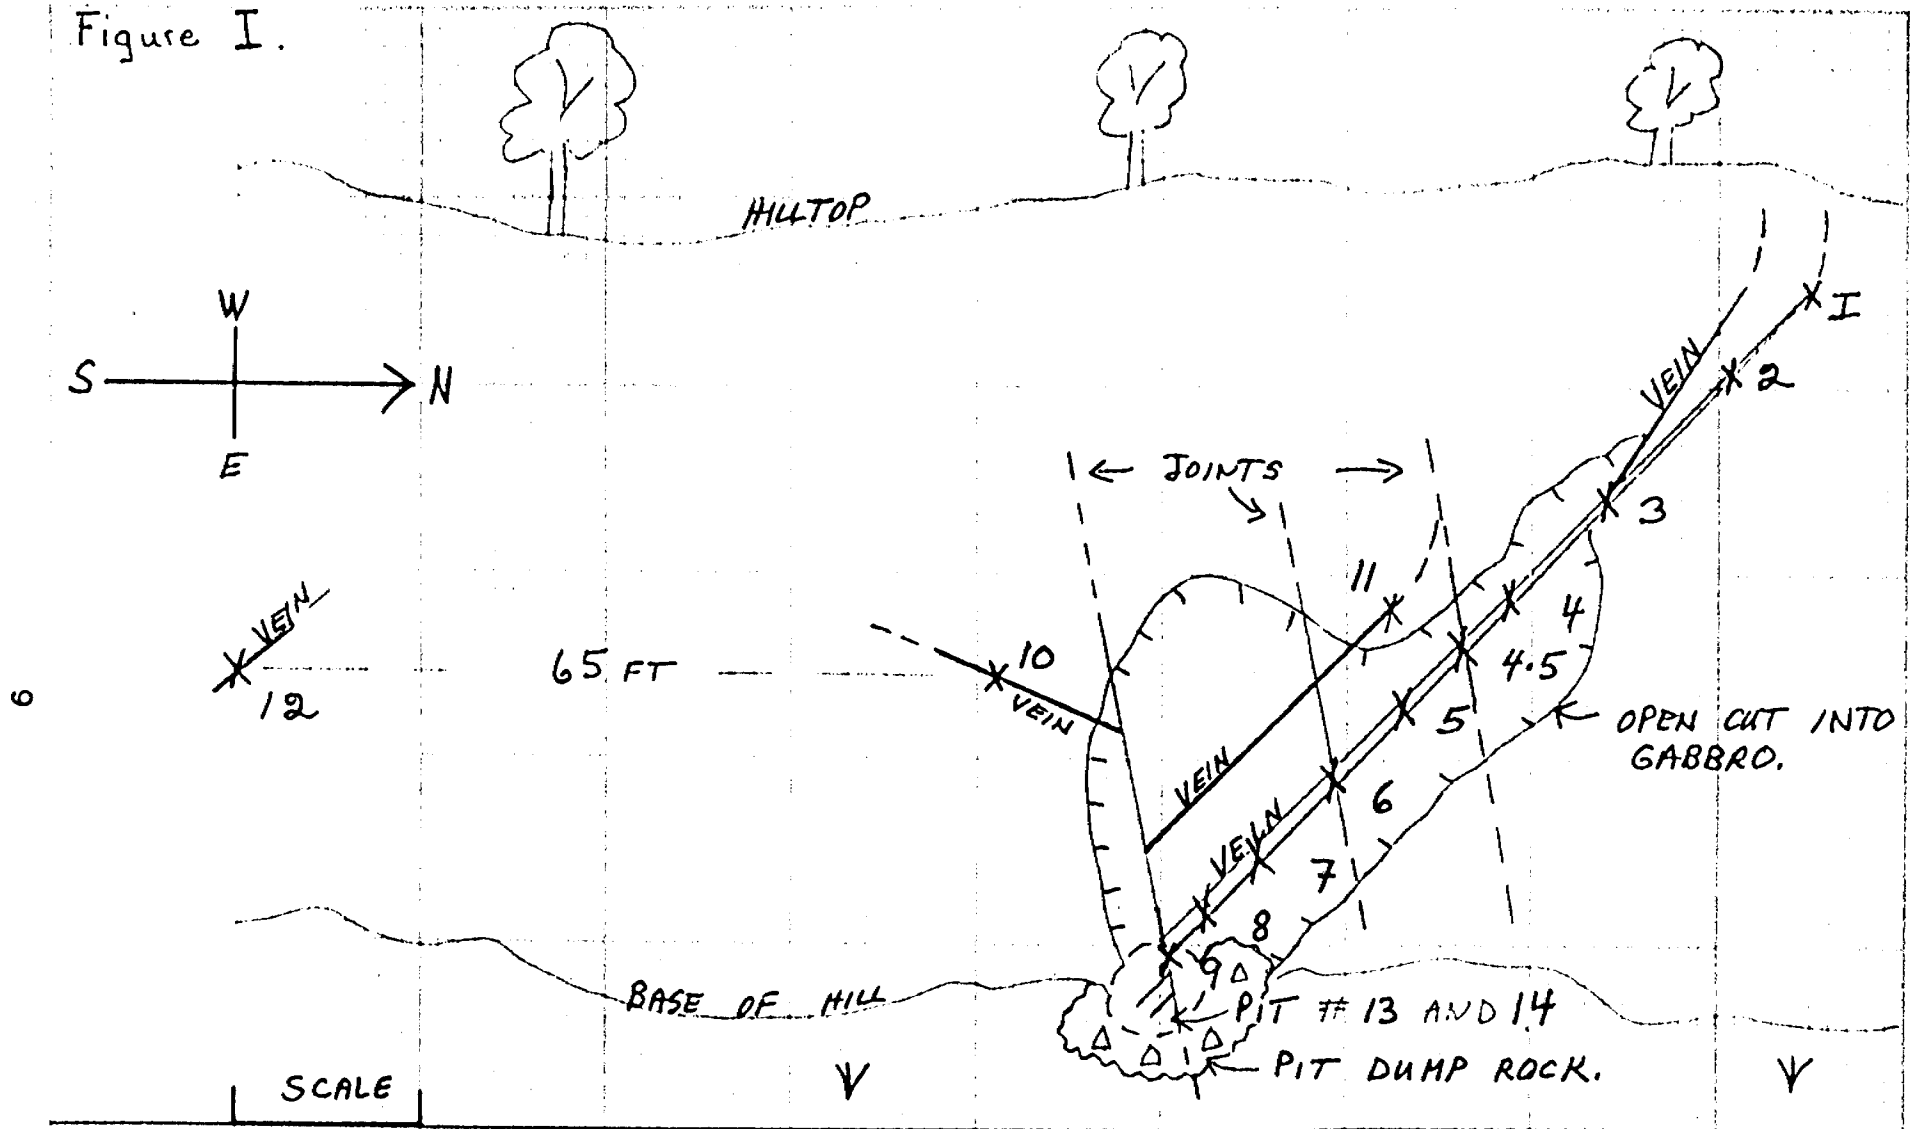 Figure I.
HILLTOP
W
S
N
E
I
2
VEIN
3
JOINTS
11
4
VEIN
12
65 FT
10
VEIN
4.5
5
OPEN CUT INTO
GABBRO.
6
VEIN
VEIN
7
8
9
BASE OF HILL
PIT # 13 AND 14
PIT DUMP ROCK.
SCALE
6